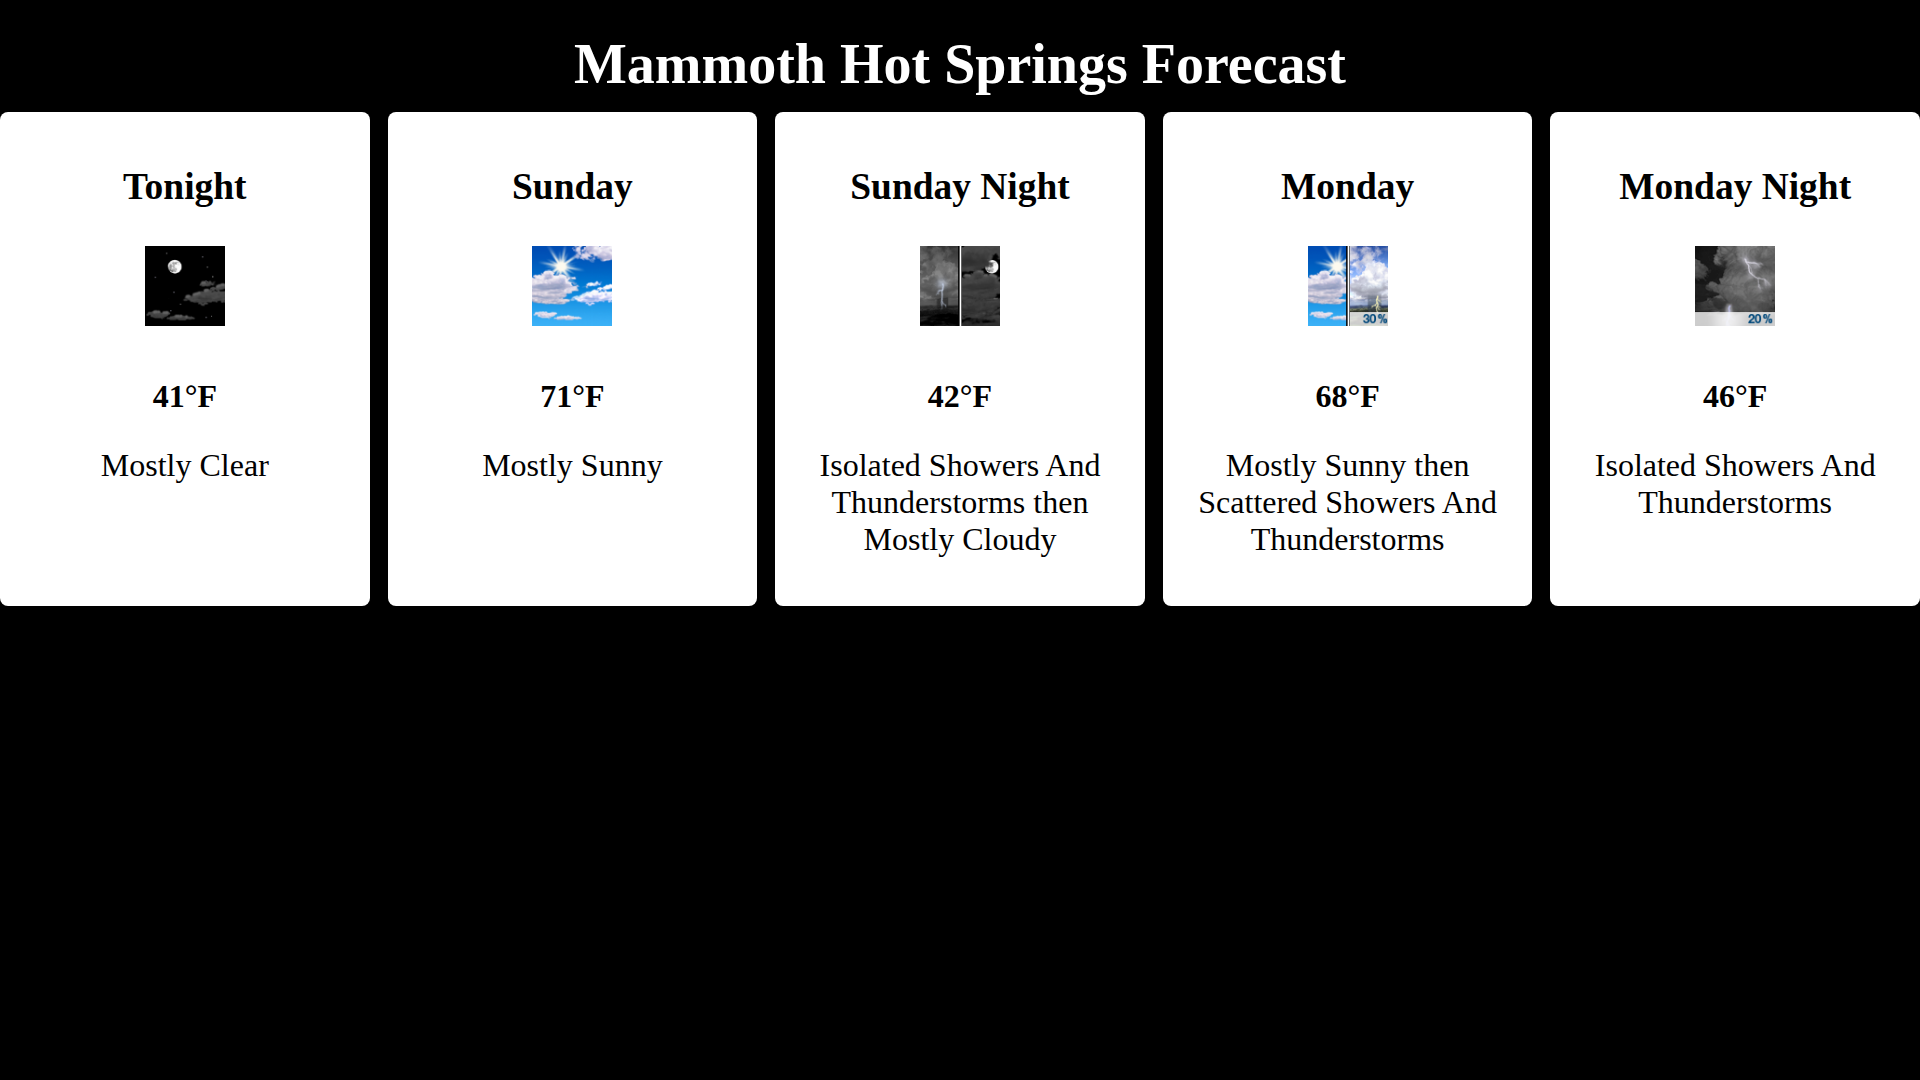 Mammoth Hot Springs Forecast
Tonight
41°F
Mostly Clear
Sunday
71°F
Mostly Sunny
Sunday Night
42°F
Isolated Showers And
Thunderstorms then
Mostly Cloudy
Monday
30%
68°F
Mostly Sunny then
Scattered Showers And
Thunderstorms
Monday Night
20%
46°F
Isolated Showers And
Thunderstorms